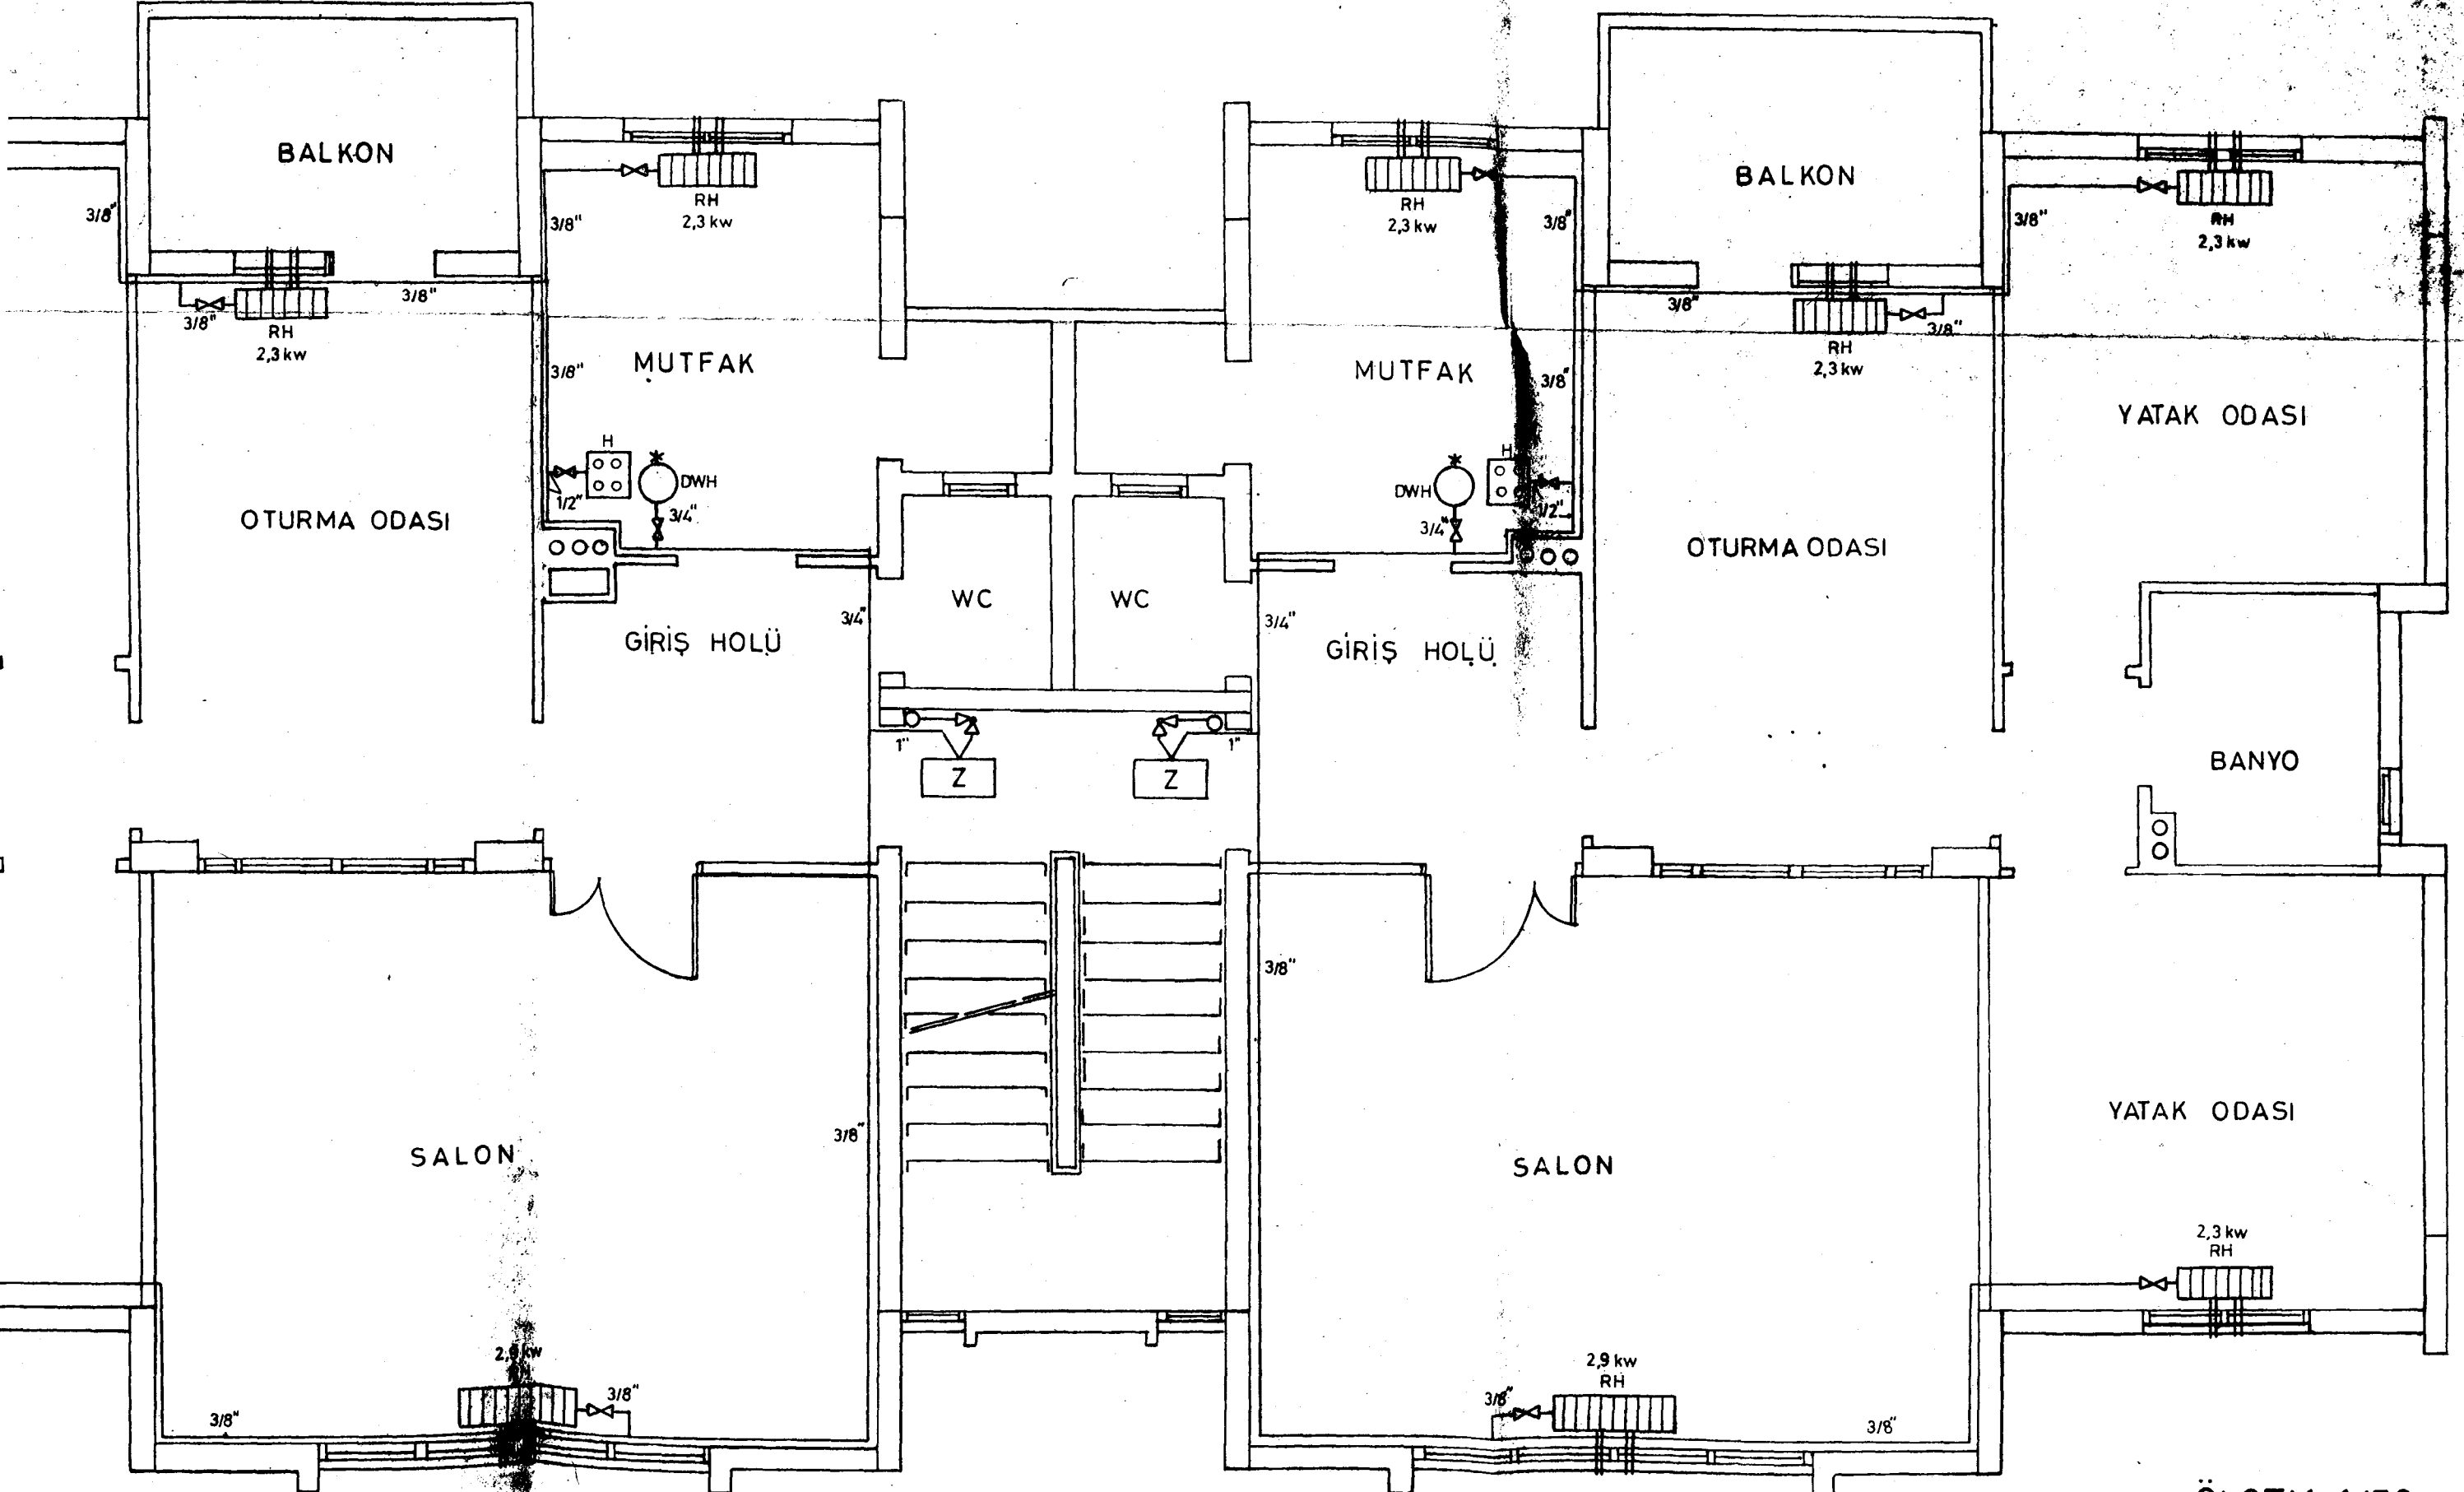 BALKON
BALKON
RH
2,3 kw
RH
2,3 kw
RH
2,3 kw
3/8"
3/8"
3/8"
3/8"
3/8"
3/8"
3/8"
3/8"
RH
2,3 kw
RH
2,3 kw
3/8"
MUTFAK
3/8"
MUTFAK
YATAK ODASI
H
DWH
1/2"
3/4"
H
DWH
3/4"
1/2"
OTURMA ODASI
OTURMA ODASI
WC
WC
3/4"
3/4"
GİRİŞ HOLÜ
GİRİŞ HOLÜ
1"
1"
Z
Z
BANYO
3/8"
3/8"
SALON
SALON
YATAK ODASI
2,3 kw
RH
2,9 kw
3/8"
3/8"
2,9 kw
RH
3/8"
3/8"